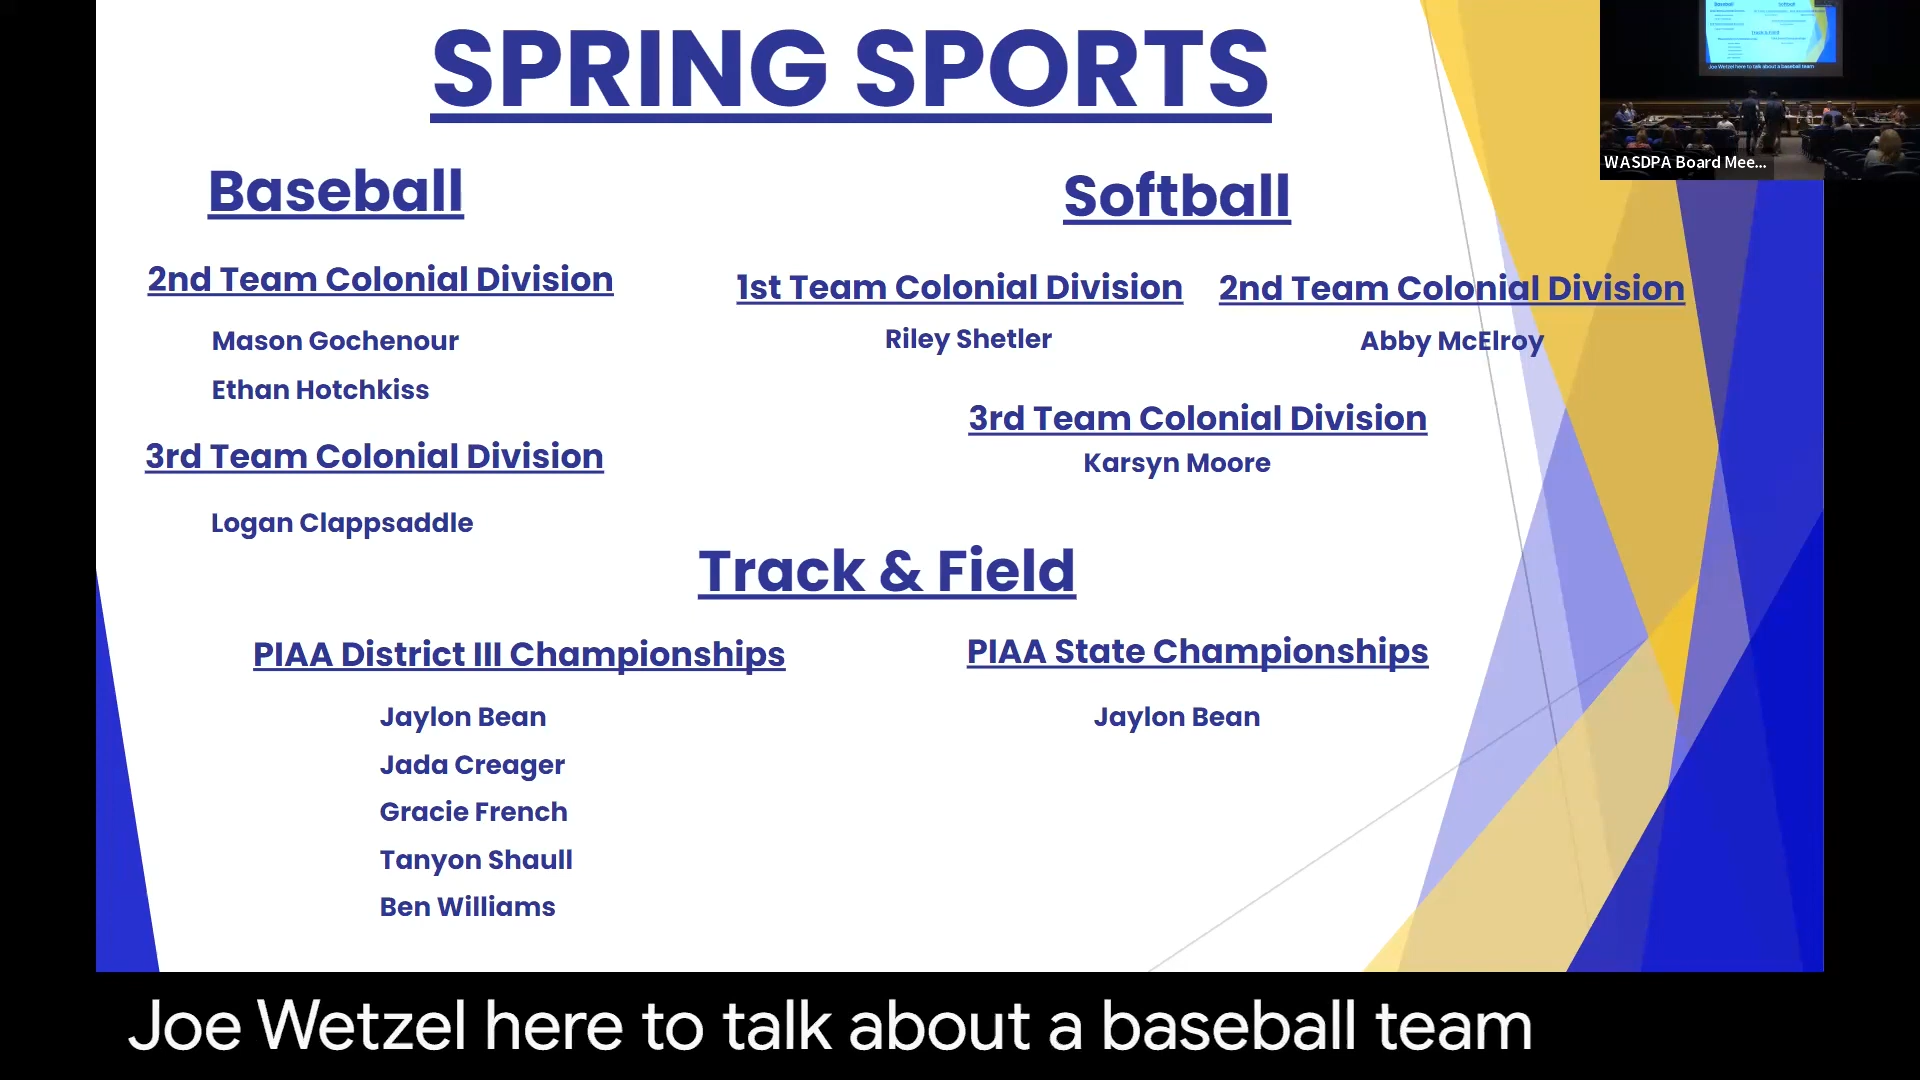 SPRING SPORTS
Baseball
2nd Team Colonial Division
Mason Gochenour
Ethan Hotchkiss
3rd Team Colonial Division
Logan Clappsaddle
Softball
1st Team Colonial Division
Riley Shetler
2nd Team Colonial Division
Abby McElroy
3rd Team Colonial Division
Karsyn Moore
Track & Field
PIAA District III Championships
Jaylon Bean
Jada Creager
Gracie French
Tanyon Shaull
Ben Williams
PIAA State Championships
Jaylon Bean
WASDPA Board Mee...
Joe Wetzel here to talk about a baseball team